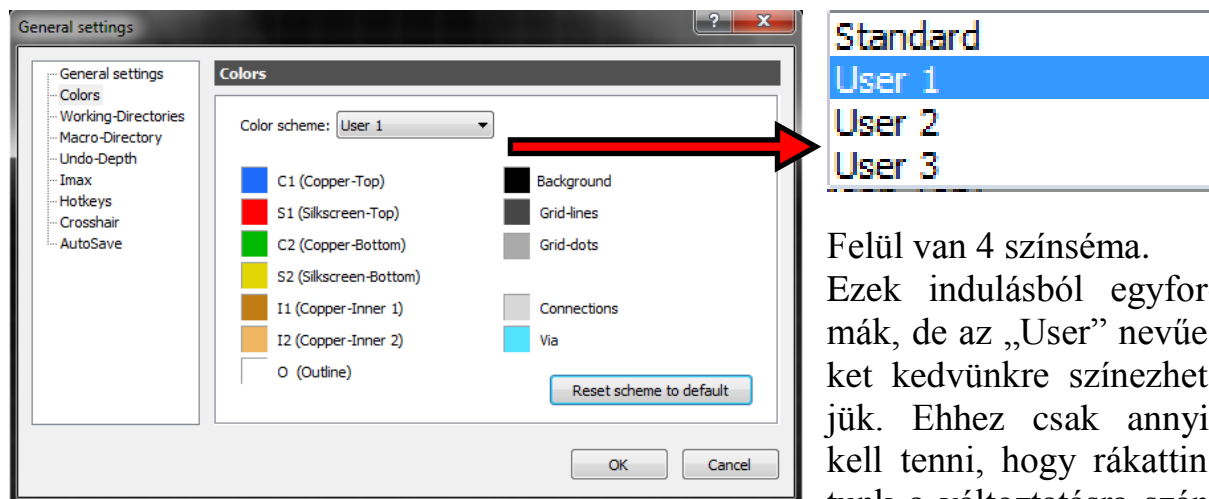 General settings
General settings
Colors
Working-Directories
Macro-Directory
Undo-Depth
Imax
Hotkeys
Crosshair
AutoSave
Colors
Color scheme: User 1
C1 (Copper-Top)
S1 (Silkscreen-Top)
C2 (Copper-Bottom)
S2 (Silkscreen-Bottom)
I1 (Copper-Inner 1)
I2 (Copper-Inner 2)
O (Outline)
Background
Grid-lines
Grid-dots
Connections
Via
Reset scheme to default
OK Cancel
Standard
User 1
User 2
User 3
Felül van 4 színséma.
Ezek indulásból egyfor
mák, de az „User” nevűe
ket kedvünkre színezhet
jük. Ehhez csak annyi
kell tenni, hogy rákattin